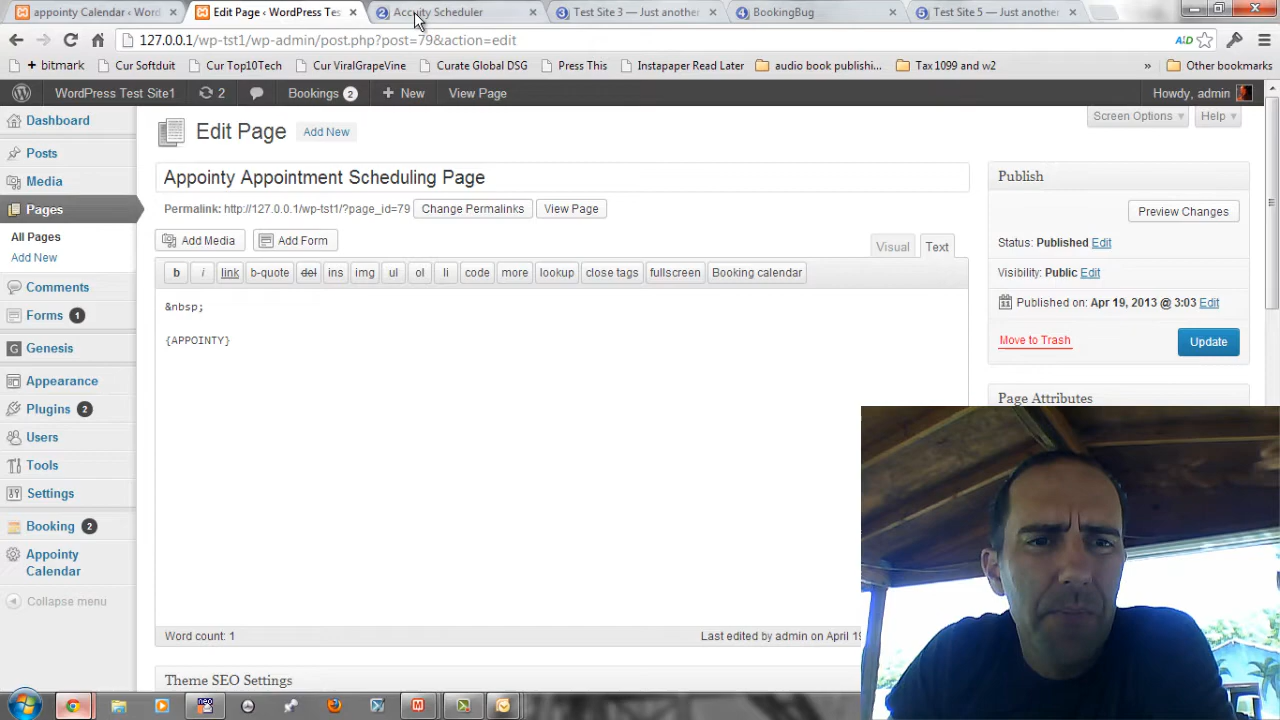 appointy Calendar ‹ Word
Edit Page ‹ WordPress Tes
2 Acuity Scheduler
3 Test Site 3 — Just another
4 BookingBug
5 Test Site 5 — Just another
127.0.0.1/wp-tst1/wp-admin/post.php?post=79&action=edit
+ bitmark
Cur Softduit
Cur Top10Tech
Cur ViralGrapeVine
Curate Global DSG
Press This
Instapaper Read Later
audio book publishi...
Tax 1099 and w2
»
Other bookmarks
WordPress Test Site1
2
Bookings 2
+ New
View Page
Howdy, admin
Dashboard
Posts
Media
Pages
All Pages
Add New
Comments
Forms 1
Genesis
Appearance
Plugins 2
Users
Tools
Settings
Booking 2
Appointy
Calendar
Collapse menu
Edit Page Add New
Screen Options
Help
Appointy Appointment Scheduling Page
Permalink: http://127.0.0.1/wp-tst1/?page_id=79 Change Permalinks View Page
Add Media Add Form
Visual Text
b i link b-quote del ins img ul ol li code more lookup close tags fullscreen Booking calendar
&nbsp;
{APPOINTY}
Word count: 1
Last edited by admin on April 19
Theme SEO Settings
Publish
Preview Changes
Status: Published Edit
Visibility: Public Edit
Published on: Apr 19, 2013 @ 3:03 Edit
Move to Trash
Update
Page Attributes